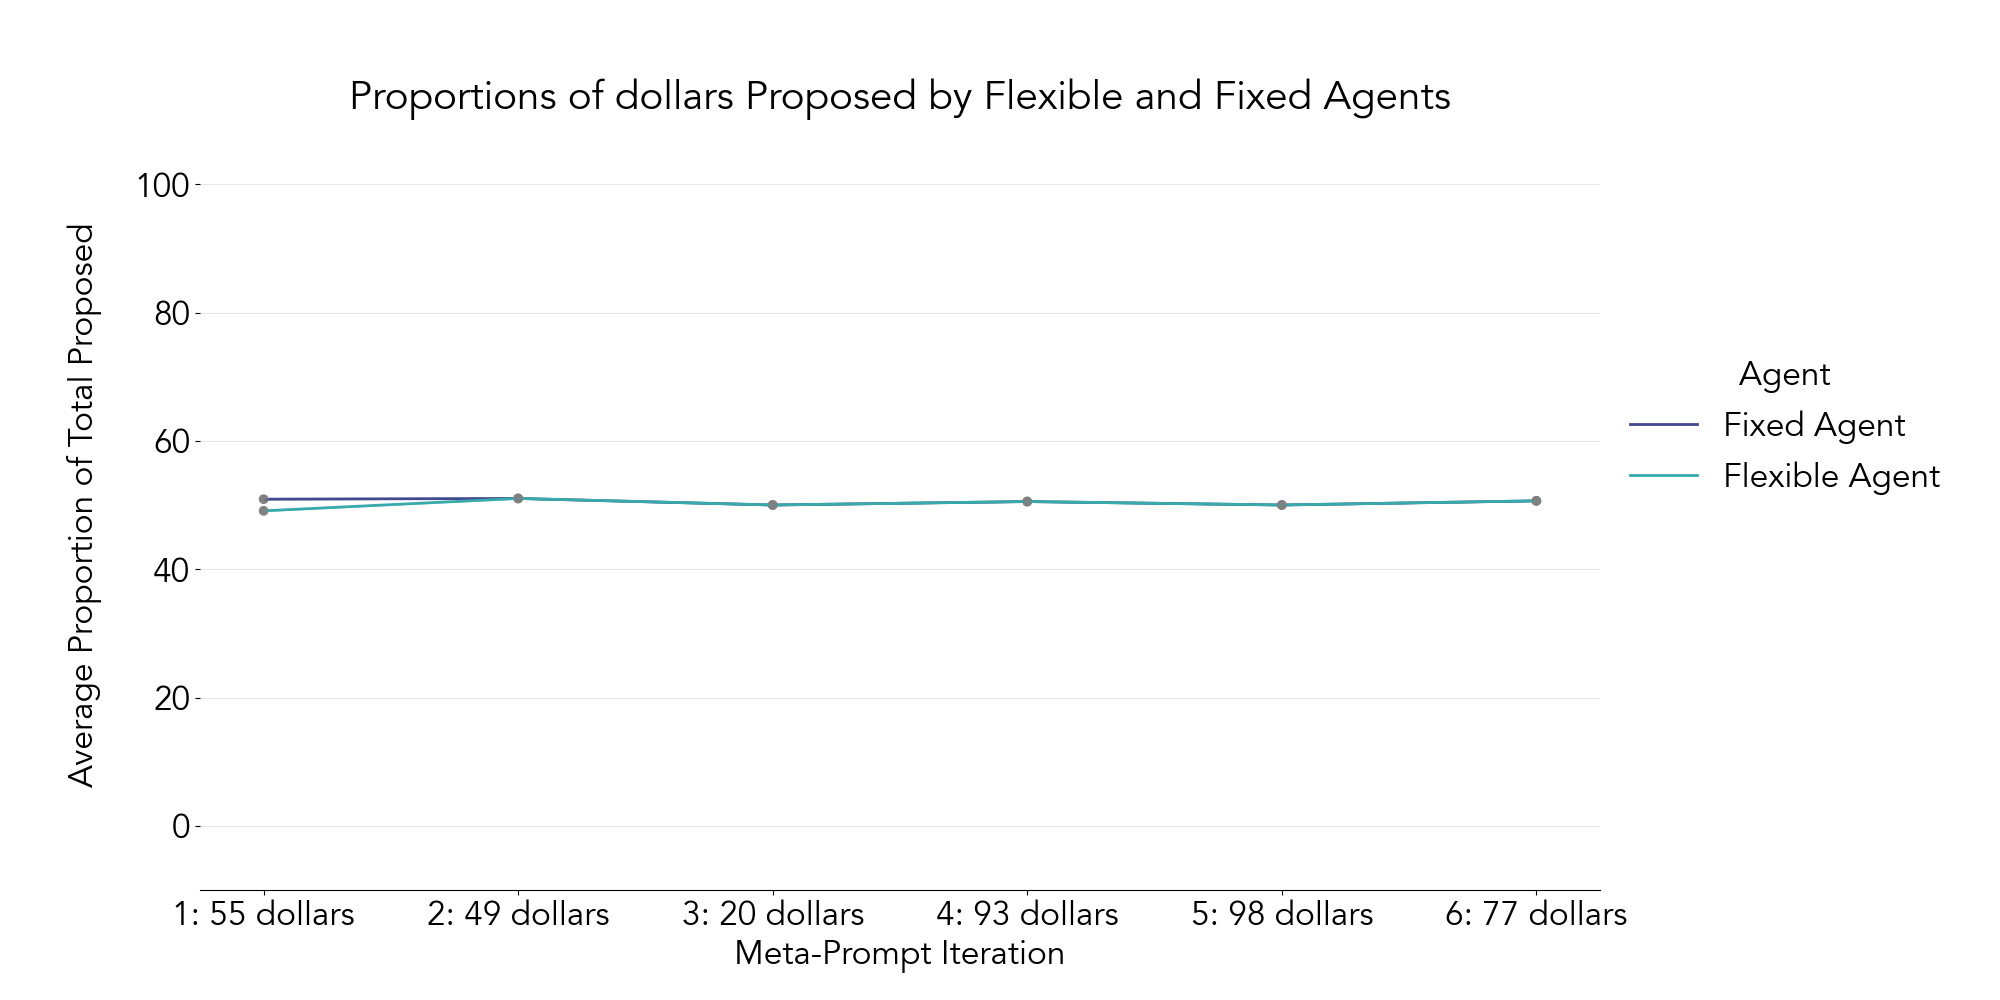 Proportions of dollars Proposed by Flexible and Fixed Agents
Average Proportion of Total Proposed
100
80
60
40
20
0
1: 55 dollars
2: 49 dollars
3: 20 dollars
4: 93 dollars
5: 98 dollars
6: 77 dollars
Meta-Prompt Iteration
Agent
Fixed Agent
Flexible Agent